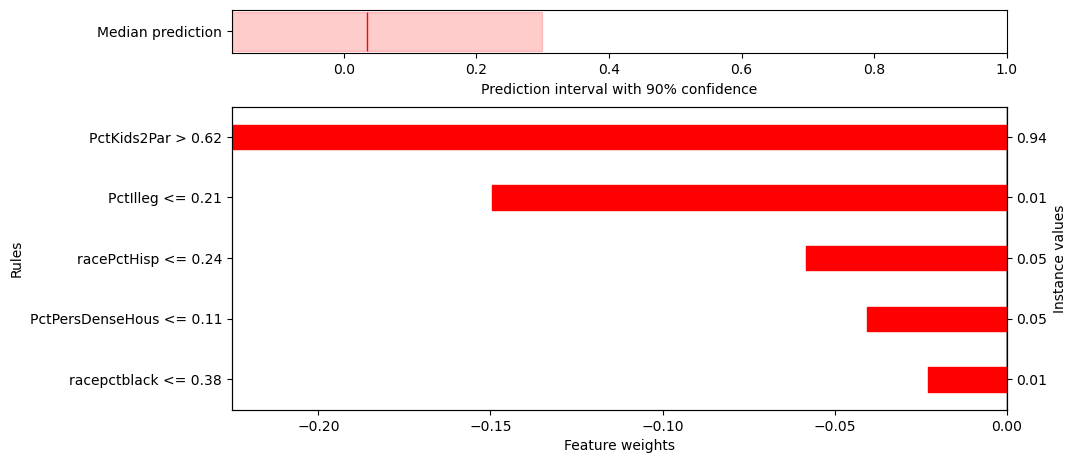 Median prediction
0.0 0.2 0.4 0.6 0.8 1.0
Prediction interval with 90% confidence
PctKids2Par > 0.62 0.94
PctIlleg <= 0.21 0.01
racePctHisp <= 0.24 0.05
PctPersDenseHous <= 0.11 0.05
racepctblack <= 0.38 0.01
Rules
Instance values
−0.20 −0.15 −0.10 −0.05 0.00
Feature weights